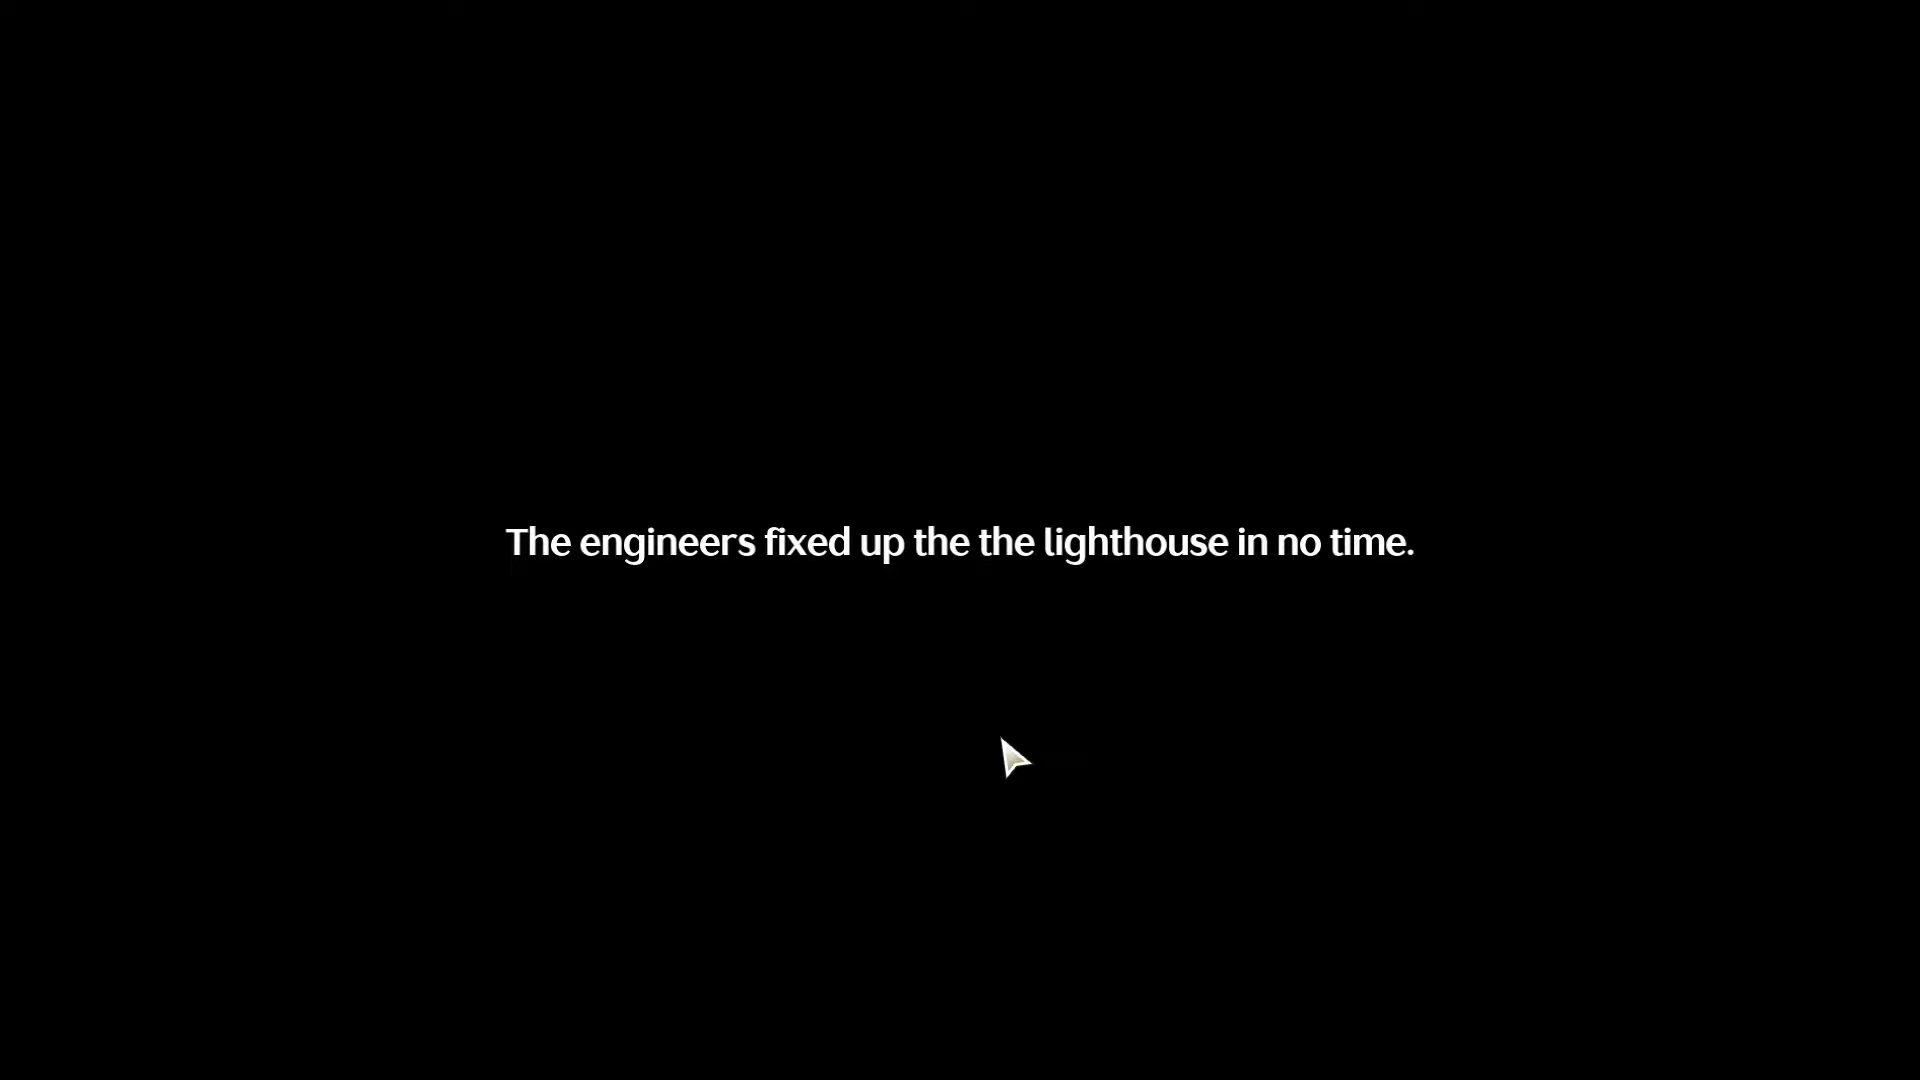 The engineers fixed up the the lighthouse in no time.